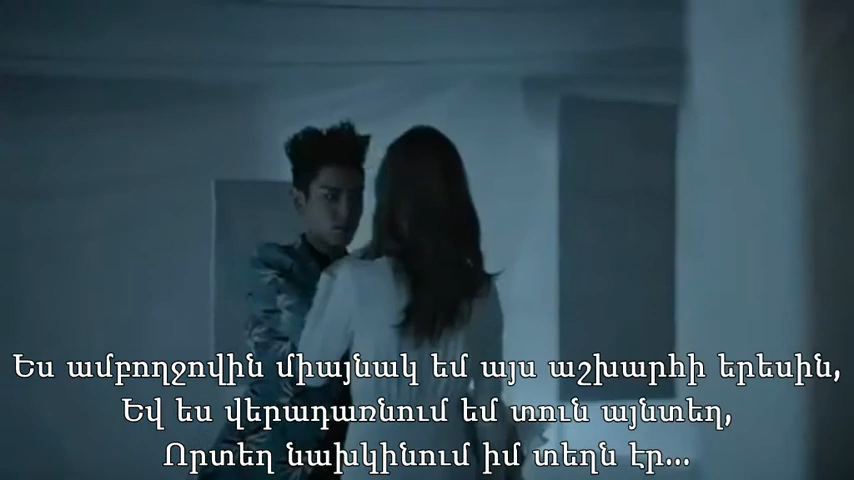 Ես ամբողջովին միայնակ եմ այս աշխարհի երեսին,
Եվ ես վերադառնում եմ տուն այնտեղ,
Որտեղ նախկինում իմ տեղն էր...